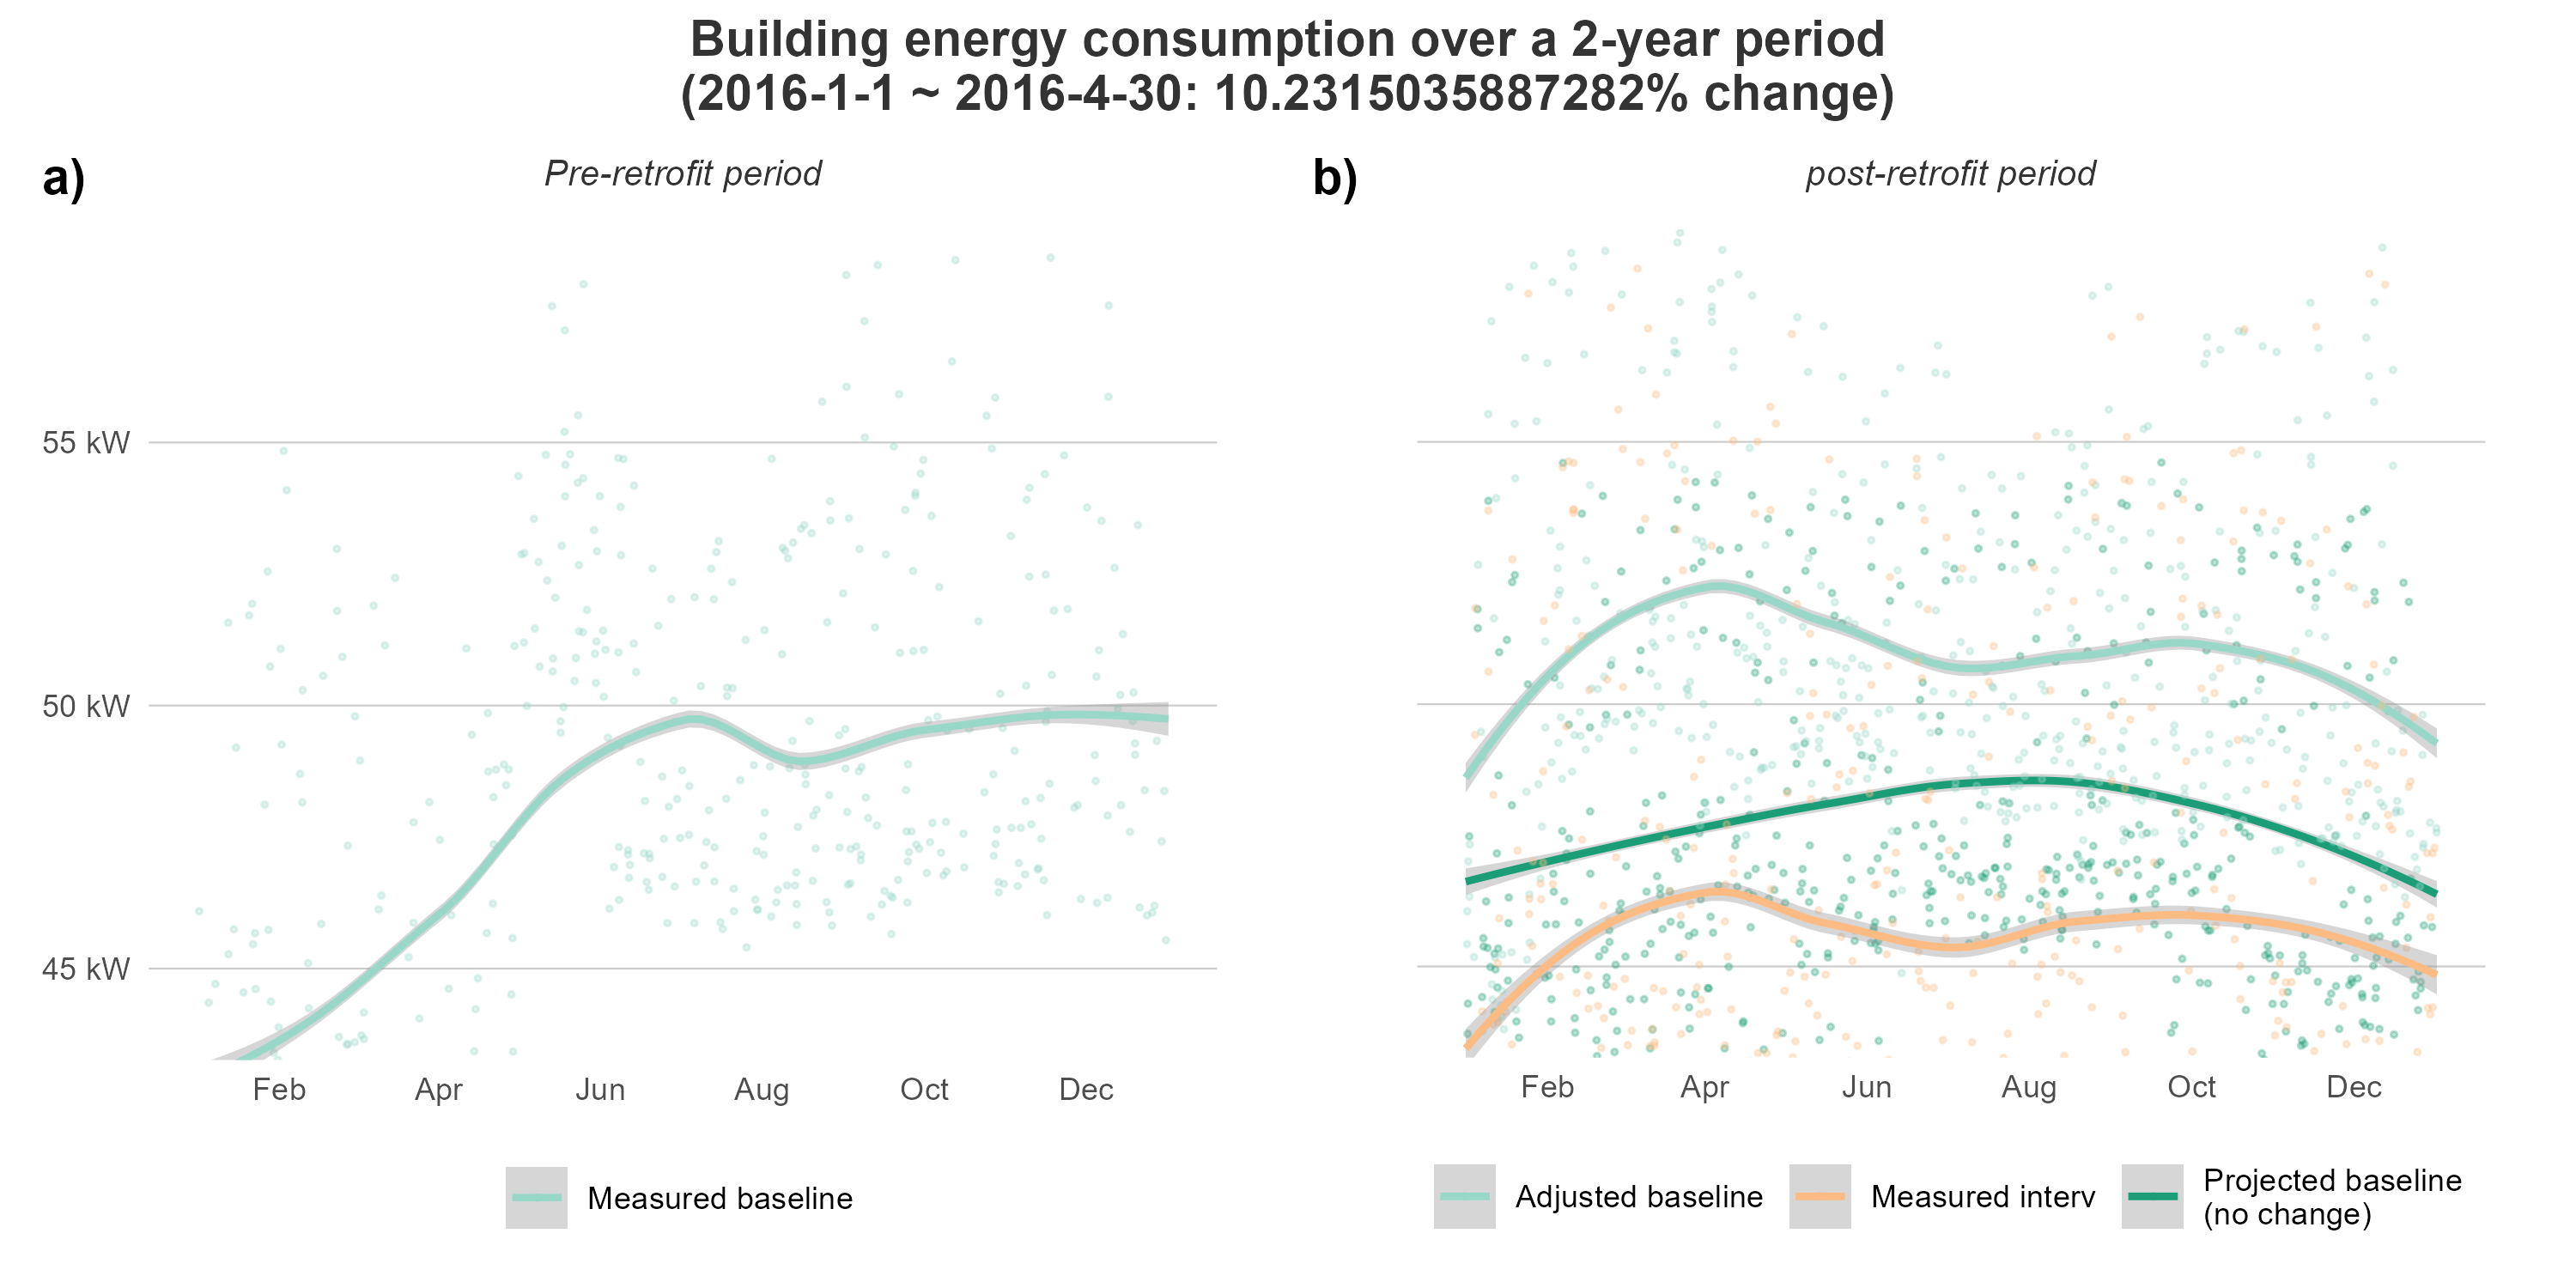 Building energy consumption over a 2-year period
(2016-1-1 ~ 2016-4-30: 10.2315035887282% change)
a)
Pre-retrofit period
55 kW
50 kW
45 kW
Feb Apr Jun Aug Oct Dec
Measured baseline
b)
post-retrofit period
Feb Apr Jun Aug Oct Dec
Adjusted baseline
Measured interv
Projected baseline
(no change)